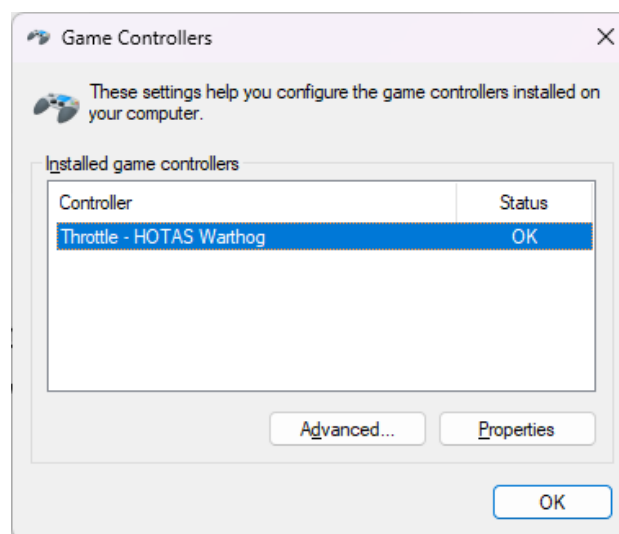 Game Controllers
These settings help you configure the game controllers installed on
your computer.
Installed game controllers
Controller Status
Throttle - HOTAS Warthog OK
Advanced... Properties
OK